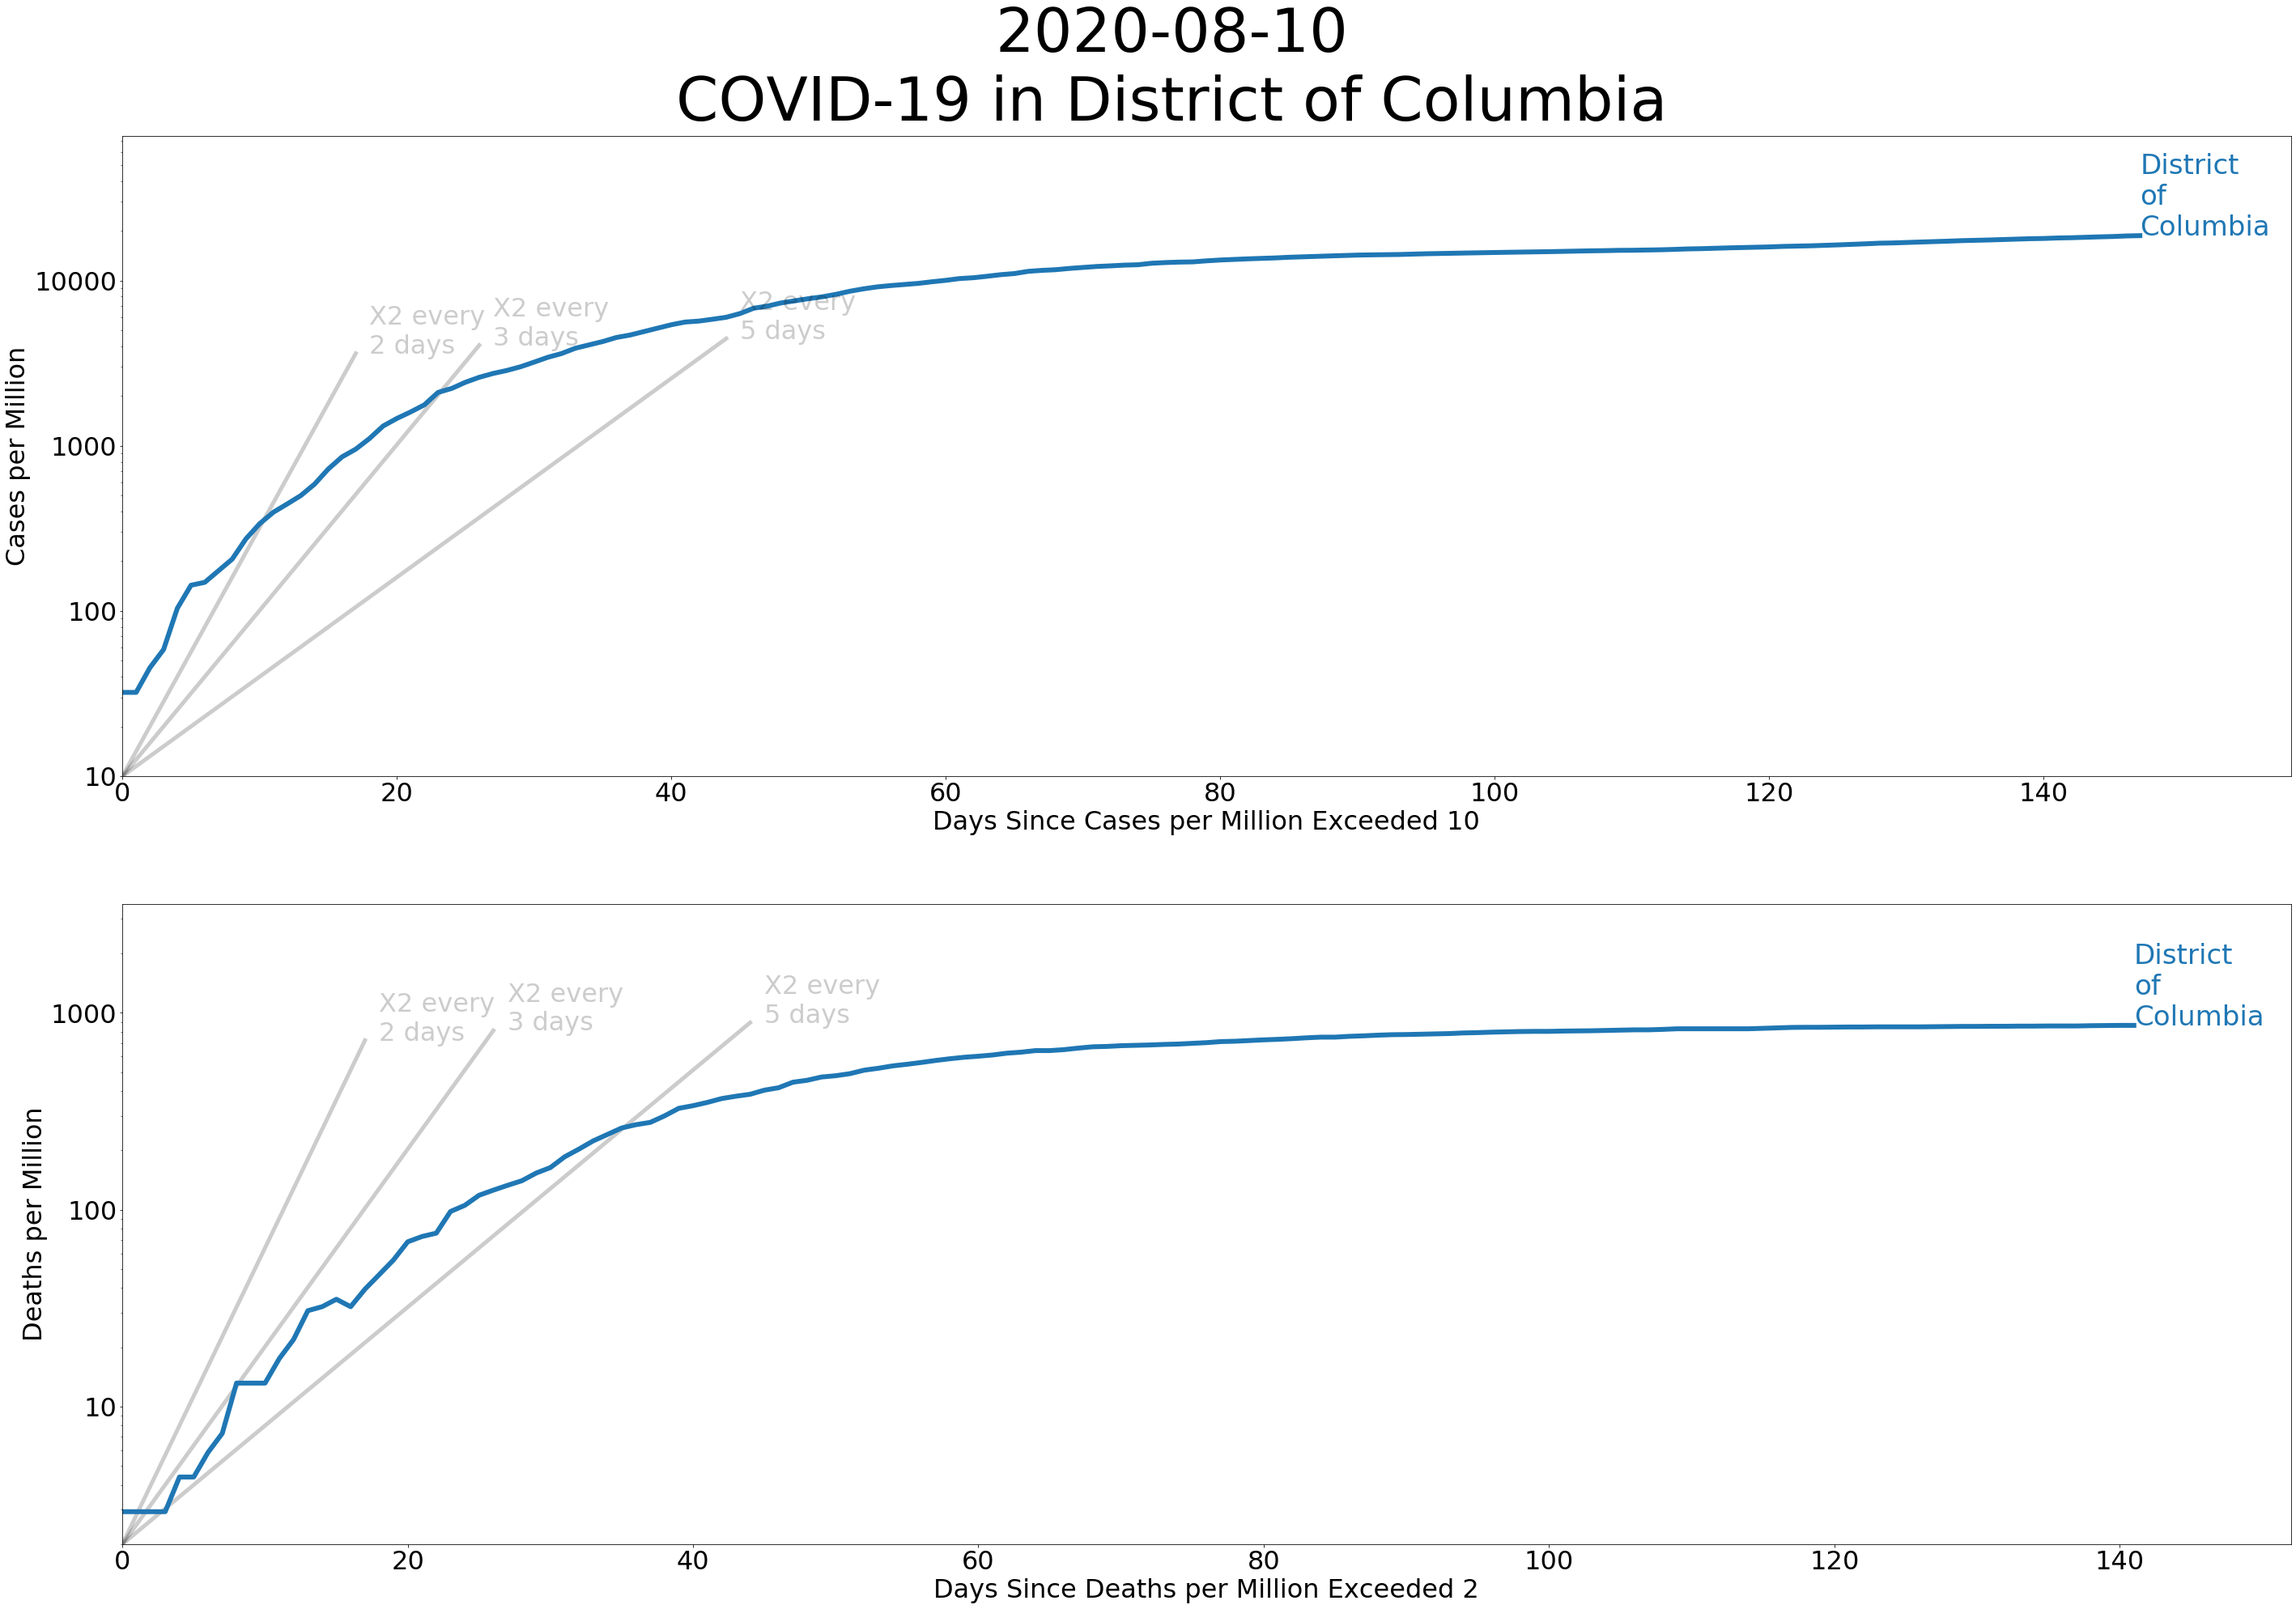 2020-08-10
COVID-19 in District of Columbia
District
of
Columbia
X2 every
2 days
X2 every
3 days
X2 every
5 days
Cases per Million
10000
1000
100
10
0 20 40 60 80 100 120 140
Days Since Cases per Million Exceeded 10
District
of
Columbia
X2 every
2 days
X2 every
3 days
X2 every
5 days
Deaths per Million
1000
100
10
0 20 40 60 80 100 120 140
Days Since Deaths per Million Exceeded 2